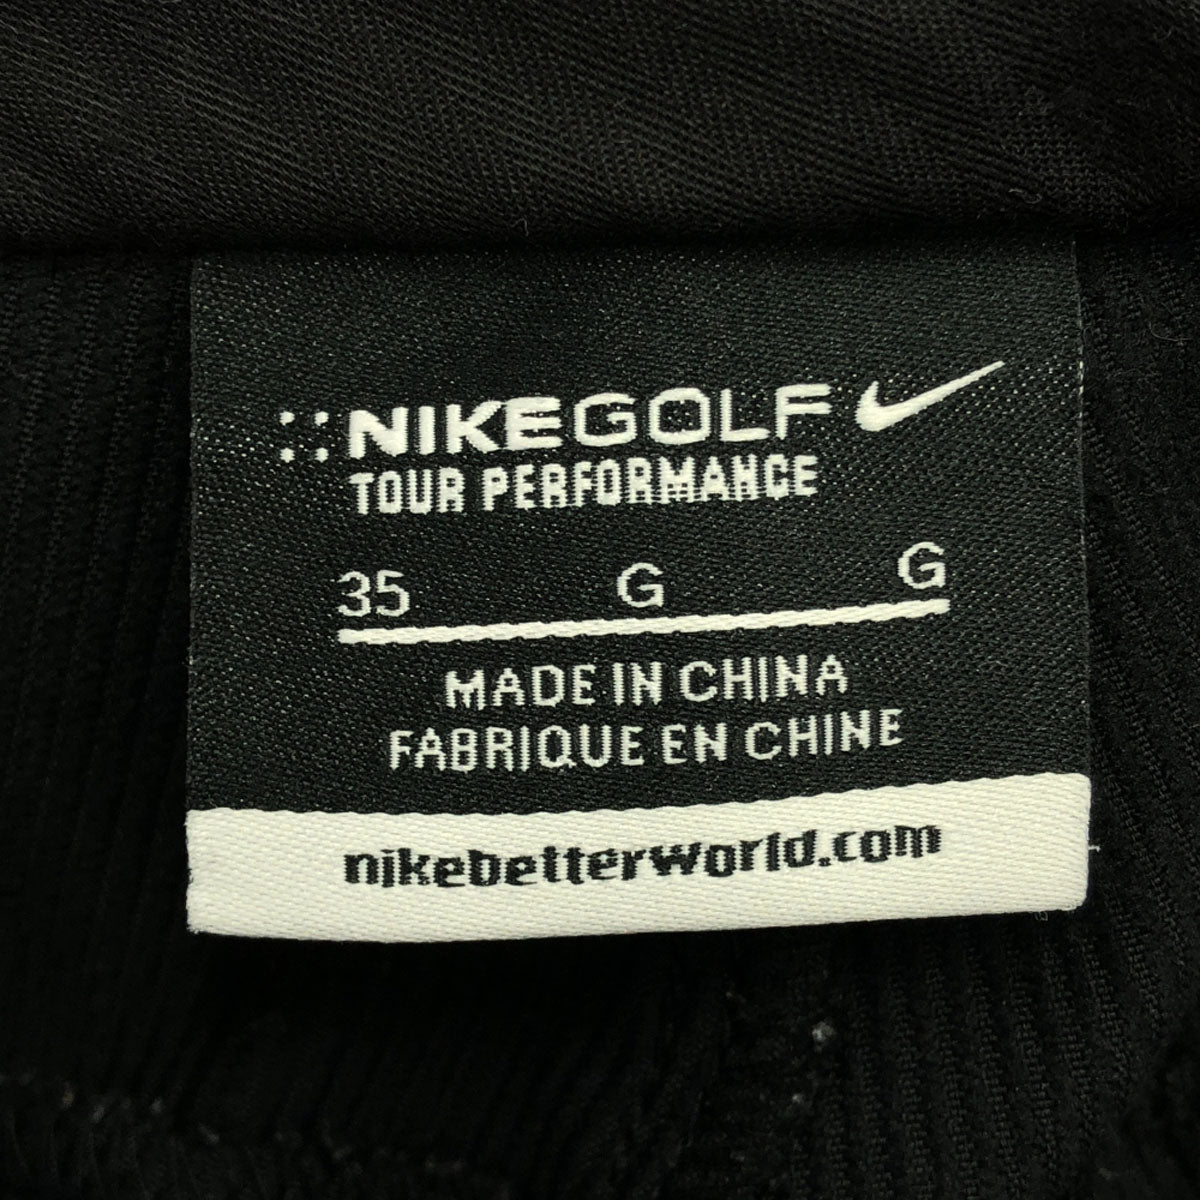 NIKEGOLF
TOUR PERFORMANCE
35 G G
MADE IN CHINA
FABRIQUE EN CHINE
nikebetterworld.com